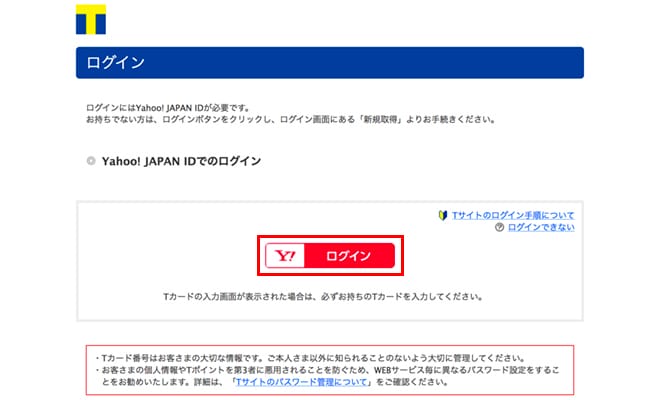 T
ログイン
ログインにはYahoo! JAPAN IDが必要です。
お持ちでない方は、ログインボタンをクリックし、ログイン画面にある「新規取得」よりお手続きください。
◎ Yahoo! JAPAN IDでのログイン
Tサイトのログイン手順について
? ログインできない
Y! ログイン
Tカードの入力画面が表示された場合は、必ずお持ちのTカードを入力してください。
・Tカード番号はお客さまの大切な情報です。ご本人さま以外に知られることのないよう大切に管理してください。
・お客さまの個人情報やTポイントを第3者に悪用されることを防ぐため、WEBサービス毎に異なるパスワード設定をするこ
とをお勧めいたします。詳細は、「Tサイトのパスワード管理について」をご確認ください。